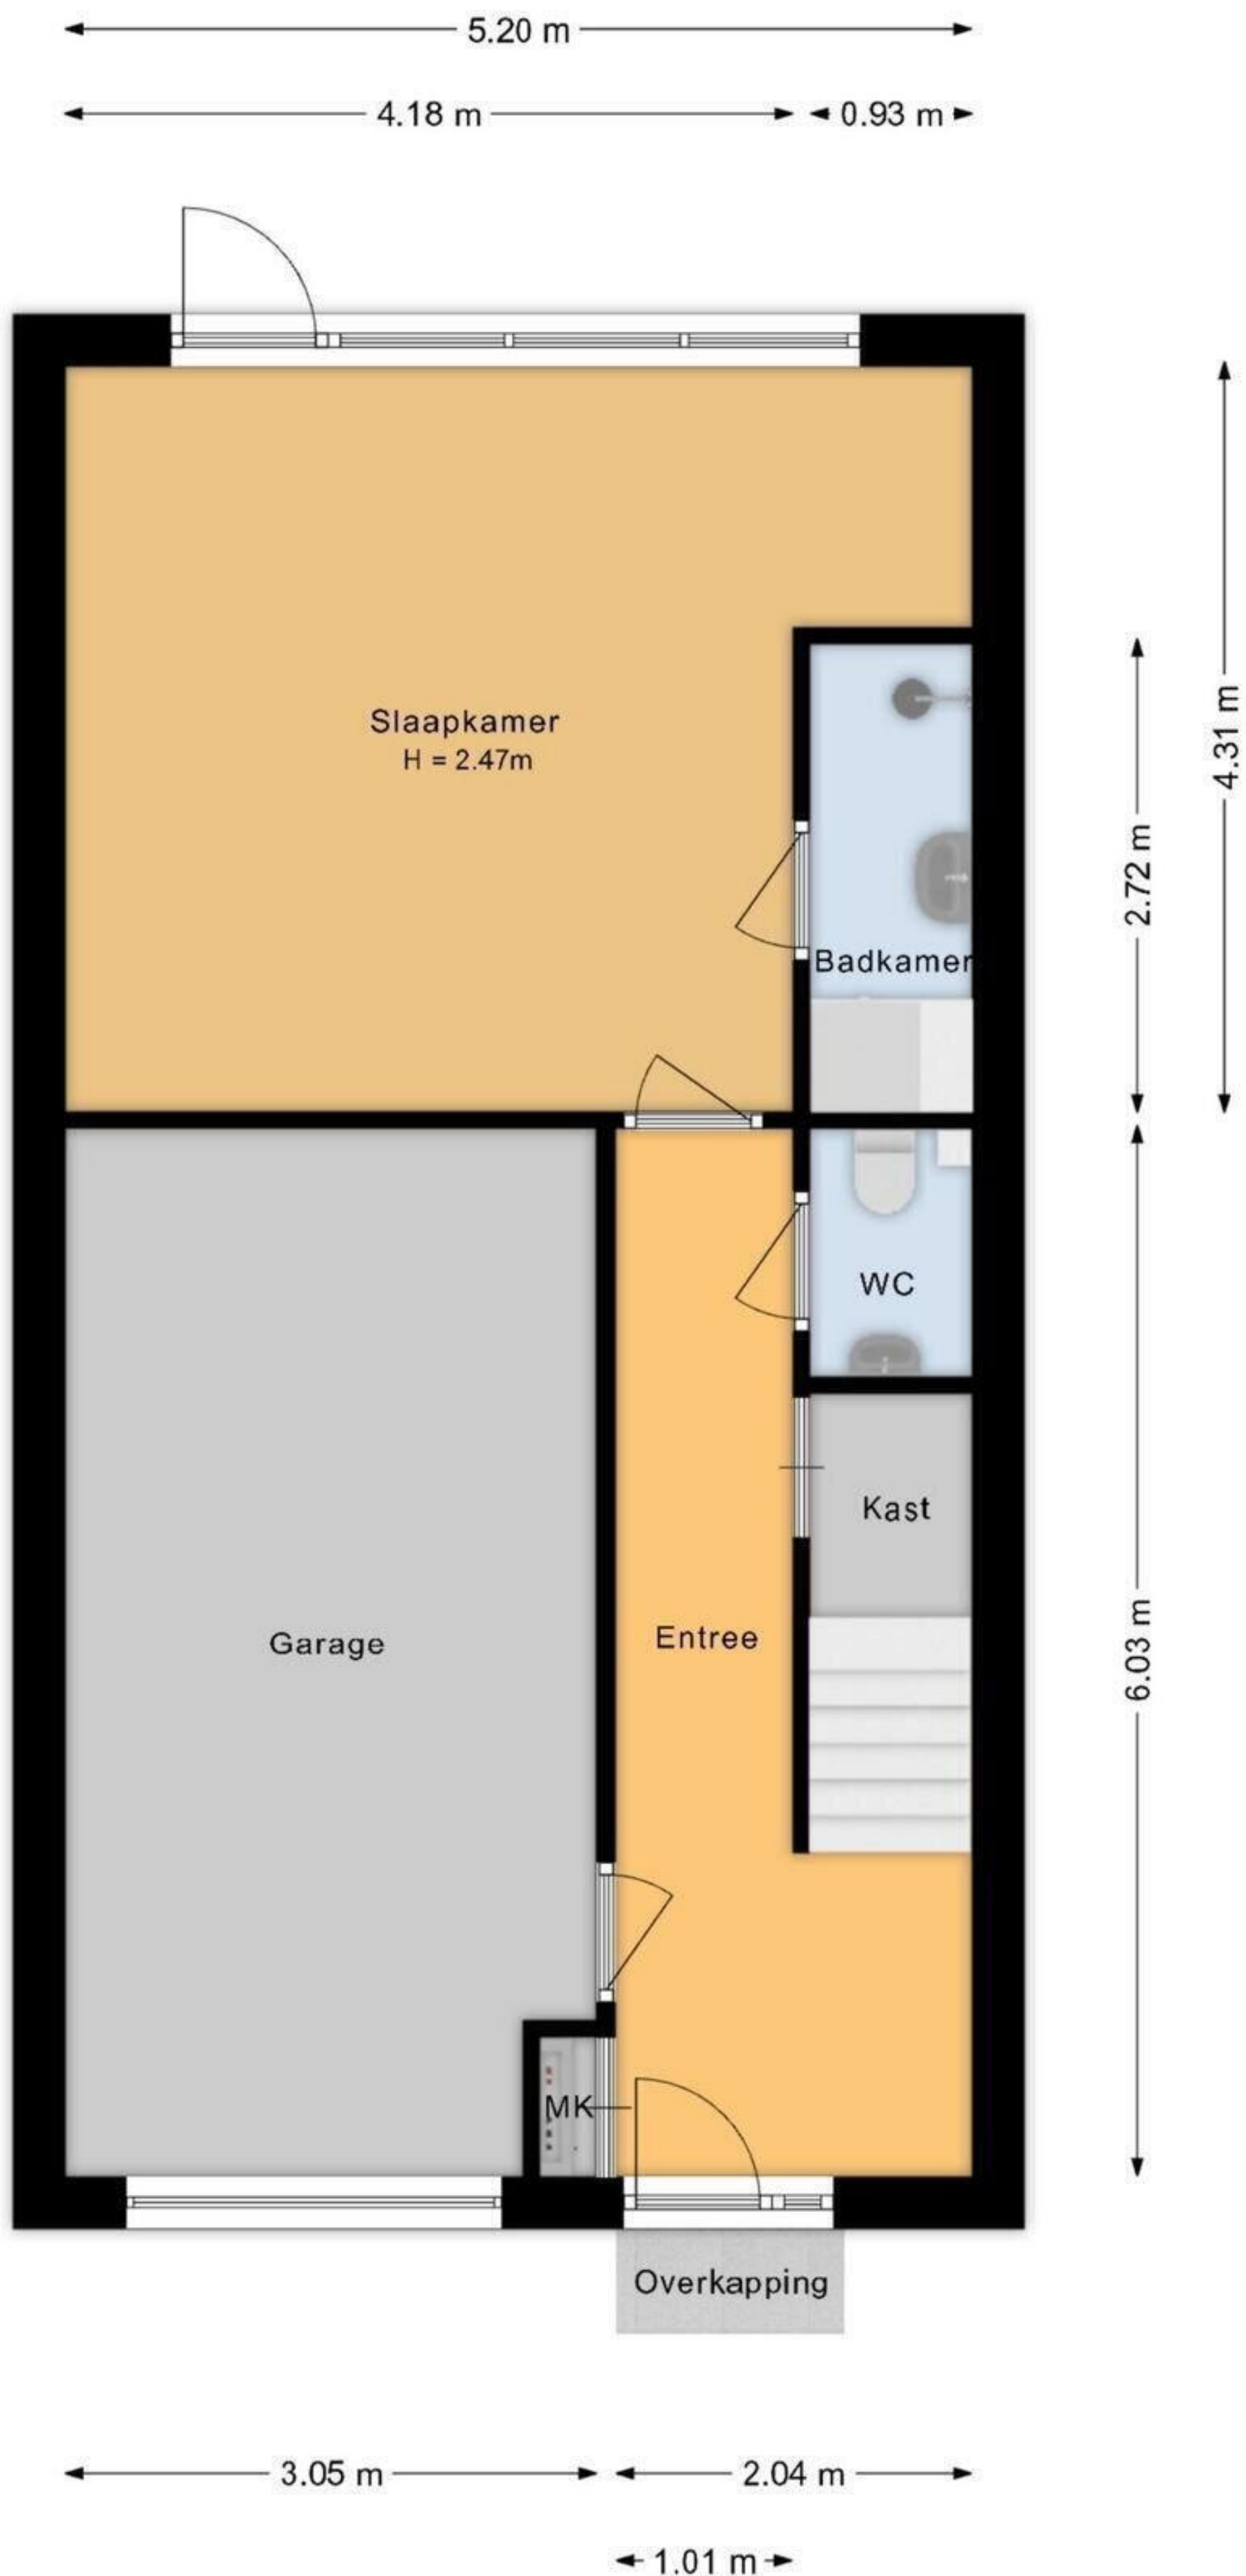 5.20 m
4.18 m
0.93 m
Slaapkamer
H = 2.47m
4.31 m
2.72 m
Badkamer
WC
Kast
Garage
Entree
6.03 m
MK
Overkapping
3.05 m
2.04 m
1.01 m